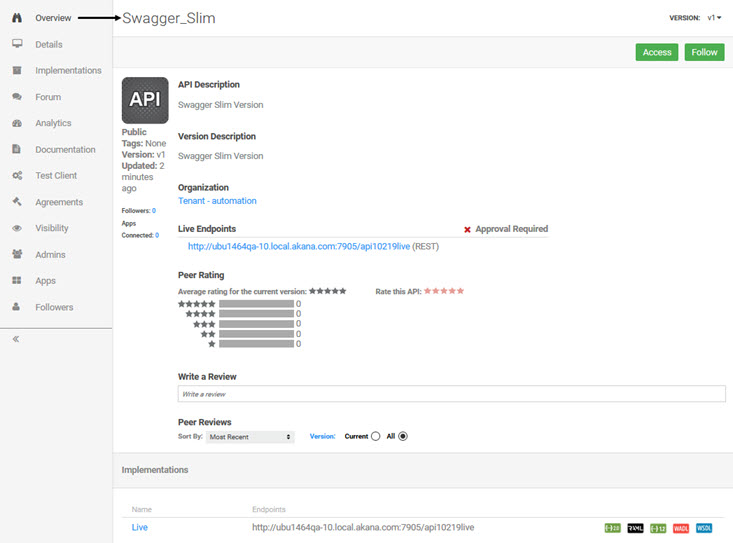 Overview
Details
Implementations
Forum
Analytics
Documentation
Test Client
Agreements
Visibility
Admins
Apps
Followers
Swagger_Slim
VERSION: v1
Access
Follow
API
Public
Tags: None
Version: v1
Updated: 2
minutes
ago
Followers: 0
Apps
Connected: 0
API Description
Swagger Slim Version
Version Description
Swagger Slim Version
Organization
Tenant - automation
Live Endpoints
Approval Required
http://ubu1464qa-10.local.akana.com:7905/api10219live (REST)
Peer Rating
Average rating for the current version:
Rate this API:
0
0
0
0
0
Write a Review
Write a review
Peer Reviews
Sort By: Most Recent Version: Current All
Implementations
Name Endpoints
Live http://ubu1464qa-10.local.akana.com:7905/api10219live
RAML
WADL
WSDL